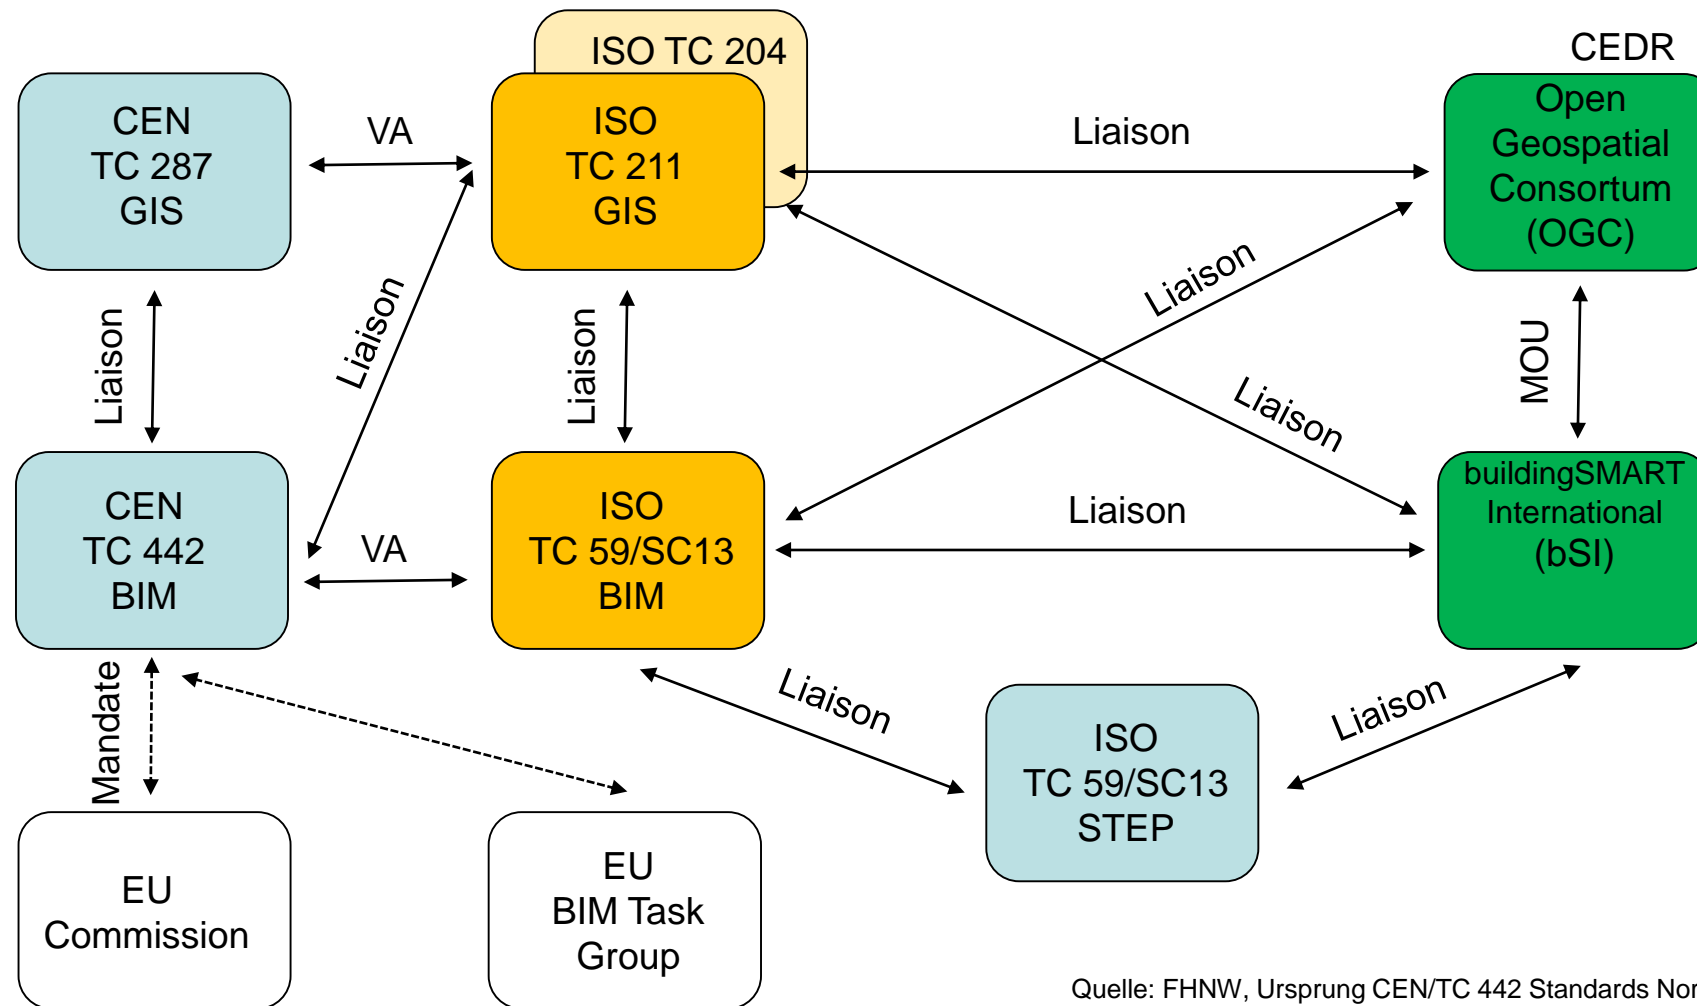 ISO TC 204
CEDR
CEN
TC 287
GIS
VA
ISO
TC 211
GIS
Liaison
Open
Geospatial
Consortum
(OGC)
Liaison
Liaison
Liaison
Liaison
Liaison
MOU
CEN
TC 442
BIM
VA
ISO
TC 59/SC13
BIM
Liaison
buildingSMART
International
(bSI)
Mandate
Liaison
Liaison
ISO
TC 59/SC13
STEP
EU
Commission
EU
BIM Task
Group
Quelle: FHNW, Ursprung CEN/TC 442 Standards Nor